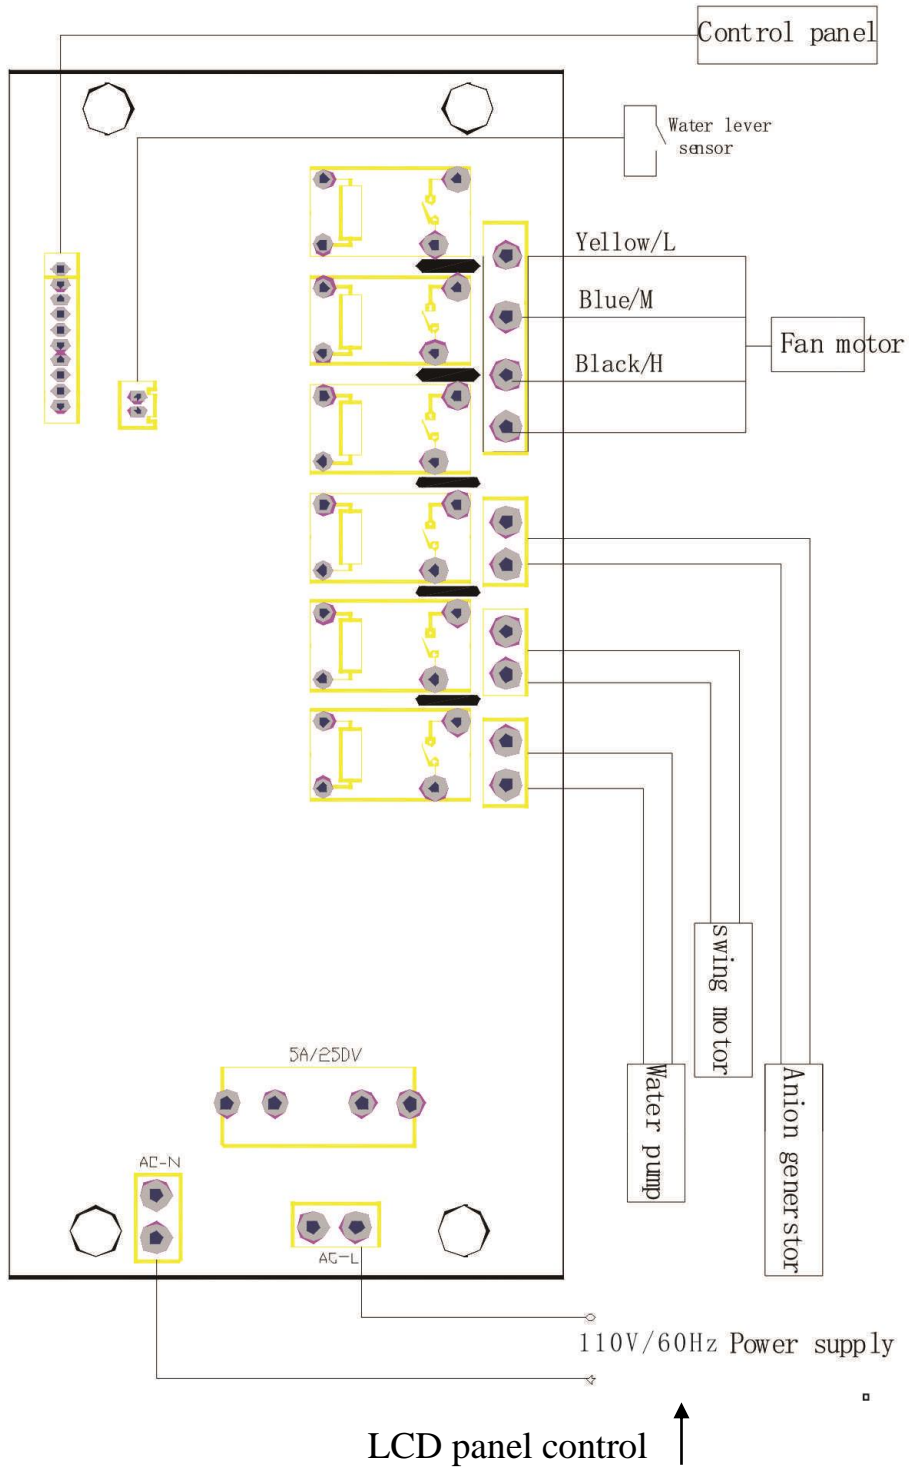 Control panel
Water lever
sensor
Yellow/L
Blue/M
Black/H
Fan motor
swing motor
Water pump
Anion generstor
5A/25DV
AC-N
AC-L
110V/60Hz Power supply
LCD panel control